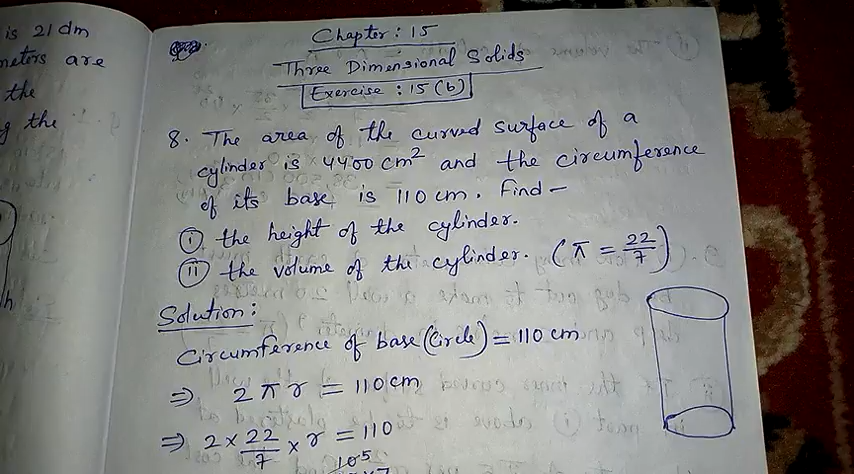 is 21 dm
meters are
the
g the
h
Chapter : 15
Three Dimensional Solids
Exercise : 15 (b)
8. The area of the curved surface of a
cylinder is 4400 cm² and the circumference
of its base is 110 cm. Find —
(i) the height of the cylinder.
(ii) the volume of the cylinder. (π = 22/7)
Solution :
Circumference of base (Circle) = 110 cm
⇒ 2 π r = 110 cm
⇒ 2 × 22/7 × r = 110